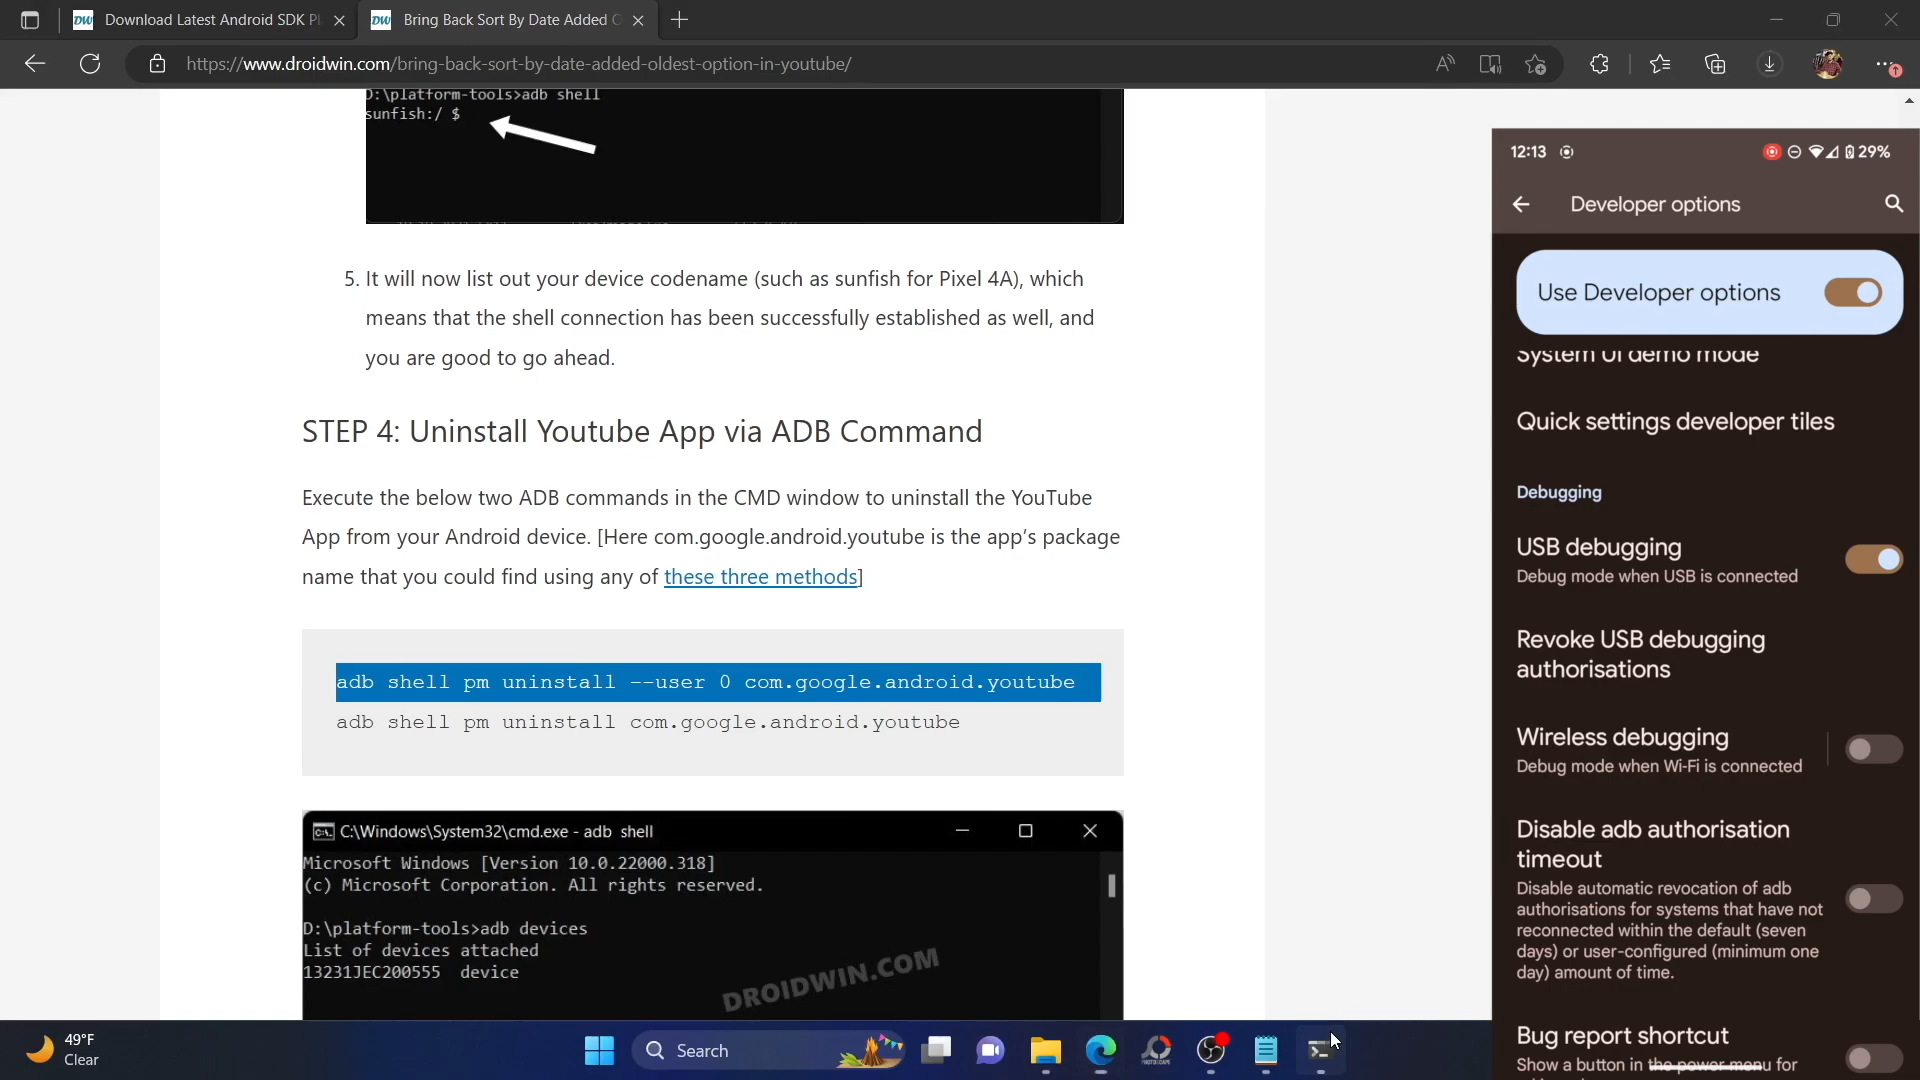 Download Latest Android SDK Pl
Bring Back Sort By Date Added O
https://www.droidwin.com/bring-back-sort-by-date-added-oldest-option-in-youtube/
D:\platform-tools>adb shell
sunfish:/ $
5. It will now list out your device codename (such as sunfish for Pixel 4A), which
means that the shell connection has been successfully established as well, and
you are good to go ahead.
STEP 4: Uninstall Youtube App via ADB Command
Execute the below two ADB commands in the CMD window to uninstall the YouTube
App from your Android device. [Here com.google.android.youtube is the app’s package
name that you could find using any of these three methods]
adb shell pm uninstall --user 0 com.google.android.youtube
adb shell pm uninstall com.google.android.youtube
C:\Windows\System32\cmd.exe - adb shell
Microsoft Windows [Version 10.0.22000.318]
(c) Microsoft Corporation. All rights reserved.
D:\platform-tools>adb devices
List of devices attached
13231JEC200555 device
DROIDWIN.COM
12:13
29%
Developer options
Use Developer options
System UI demo mode
Quick settings developer tiles
Debugging
USB debugging
Debug mode when USB is connected
Revoke USB debugging
authorisations
Wireless debugging
Debug mode when Wi-Fi is connected
Disable adb authorisation
timeout
Disable automatic revocation of adb
authorisations for systems that have not
reconnected within the default (seven
days) or user-configured (minimum one
day) amount of time.
Bug report shortcut
Show a button in the power menu for
49°F
Clear
Search